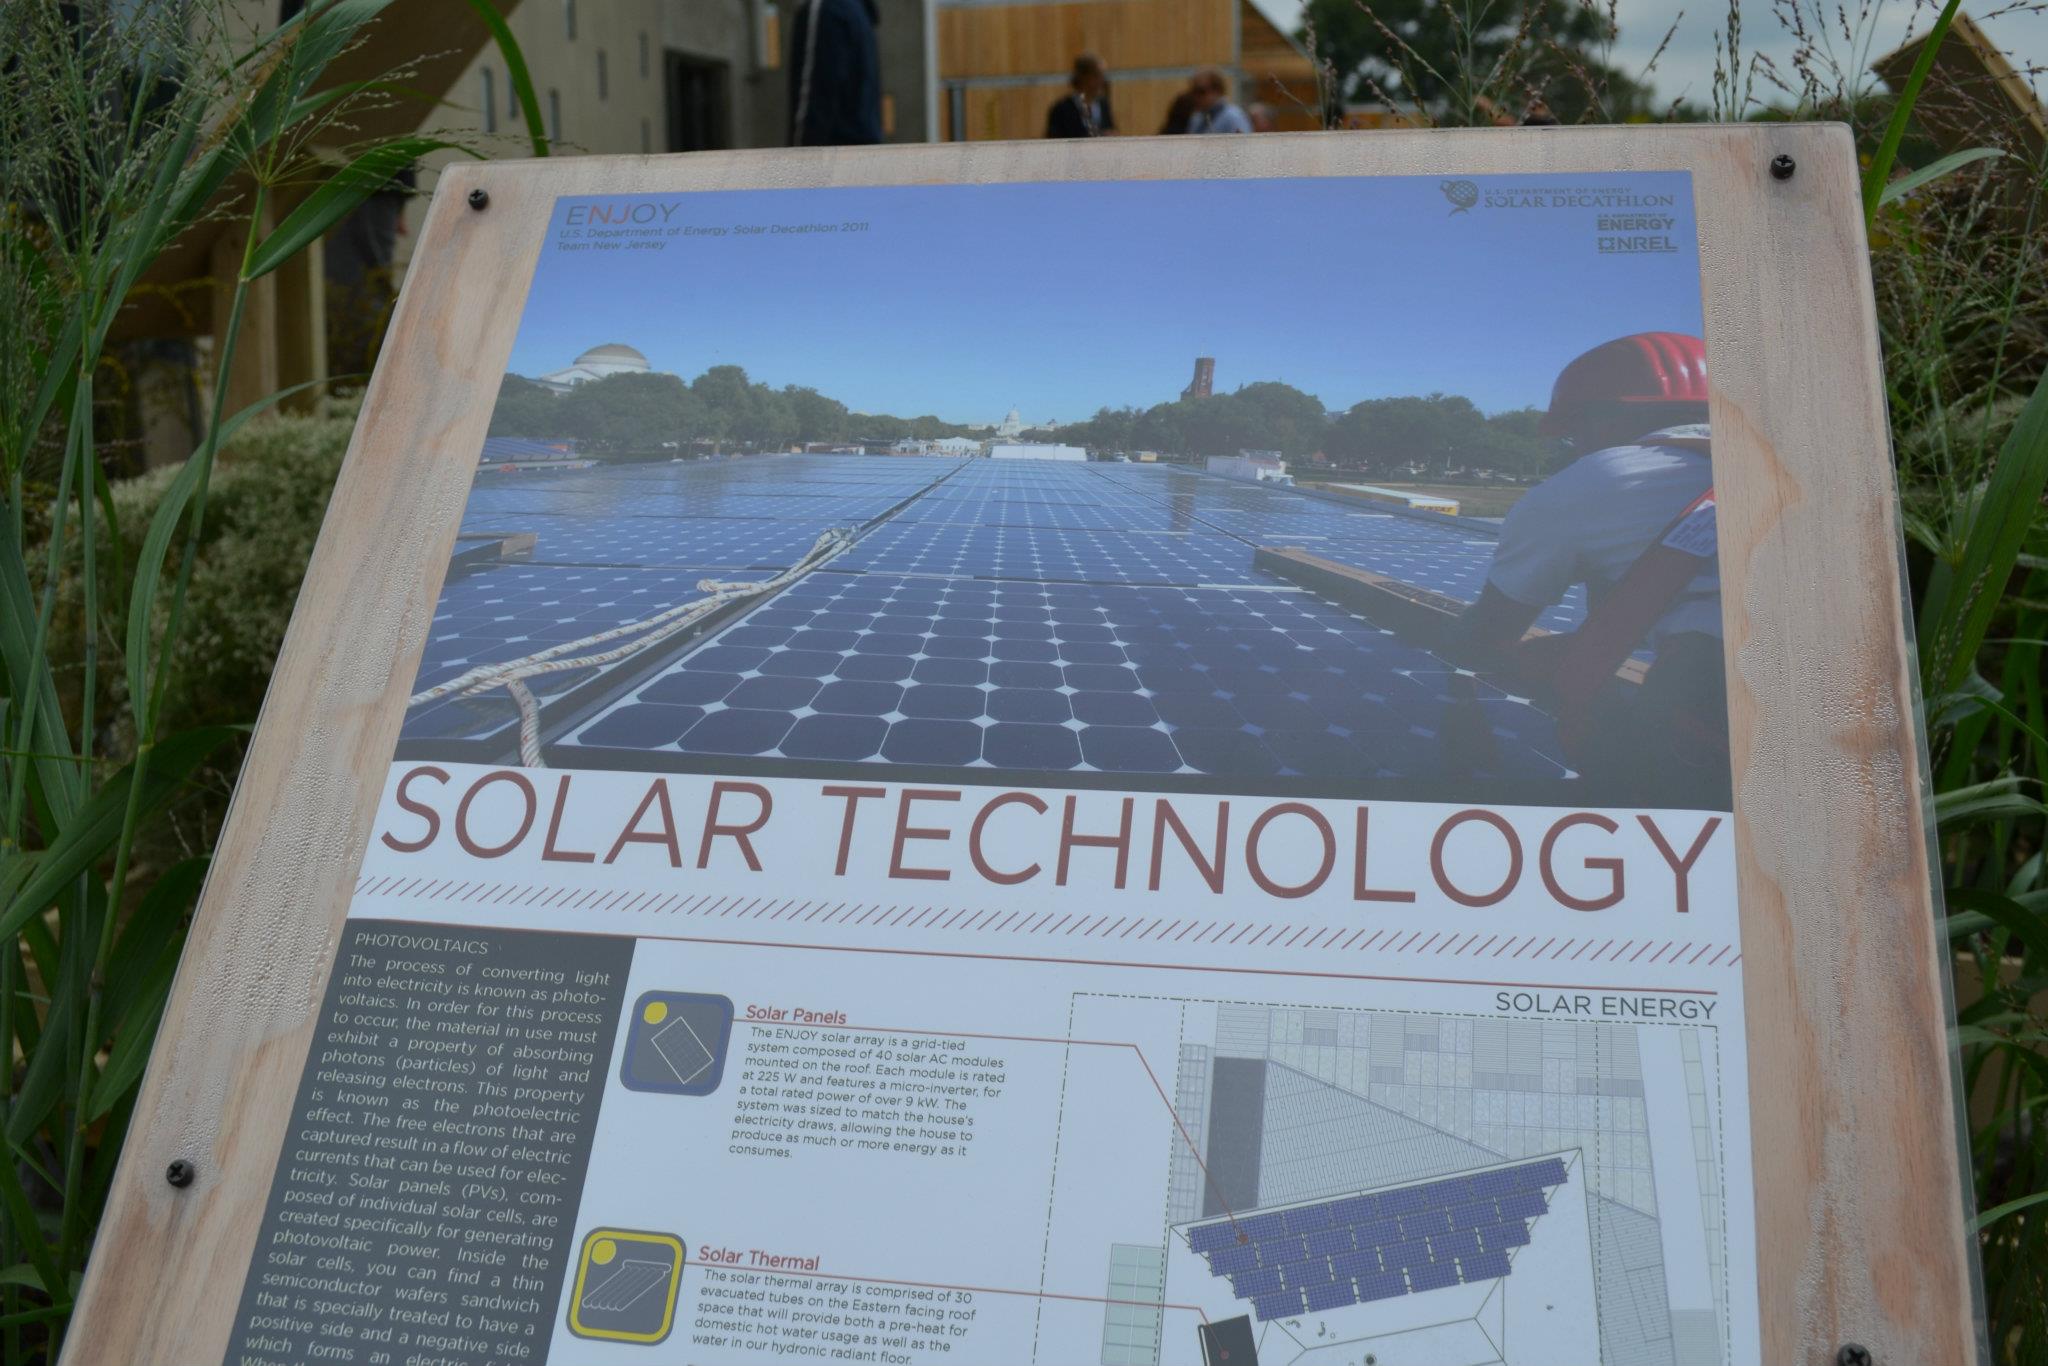 ENJOY
U.S. Department of Energy Solar Decathlon 2011
Team New Jersey
U.S. DEPARTMENT OF ENERGY
SOLAR DECATHLON
U.S. DEPARTMENT OF
ENERGY
NREL
SOLAR TECHNOLOGY
PHOTOVOLTAICS
The process of converting light
into electricity is known as photo-
voltaics. In order for this process
to occur, the material in use must
exhibit a property of absorbing
photons (particles) of light and
releasing electrons. This property
is known as the photoelectric
effect. The free electrons that are
captured result in a flow of electric
currents that can be used for elec-
tricity. Solar panels (PVs), com-
posed of individual solar cells, are
created specifically for generating
photovoltaic power. Inside the
solar cells, you can find a thin
semiconductor wafers sandwich
that is specially treated to have a
positive side and a negative side
which forms an electric
Solar Panels
The ENJOY solar array is a grid-tied
system composed of 40 solar AC modules
mounted on the roof. Each module is rated
at 225 W and features a micro-inverter, for
a total rated power of over 9 kW. The
system was sized to match the house's
electricity draws, allowing the house to
produce as much or more energy as it
consumes.
Solar Thermal
The solar thermal array is comprised of 30
evacuated tubes on the Eastern facing roof
space that will provide both a pre-heat for
domestic hot water usage as well as the
water in our hydronic radiant floor.
SOLAR ENERGY